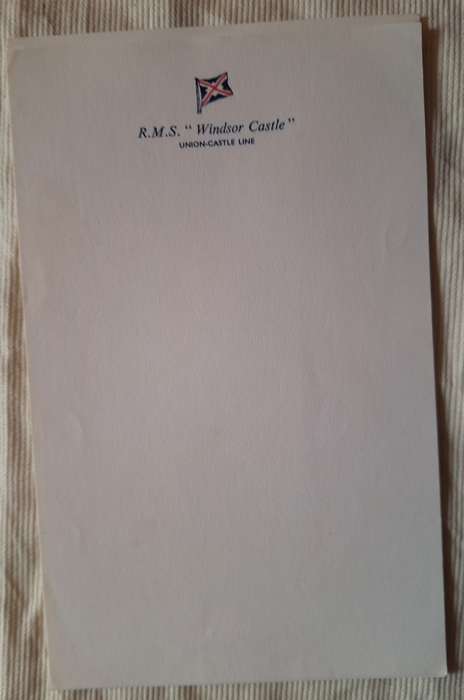 R.M.S. "Windsor Castle"
UNION-CASTLE LINE